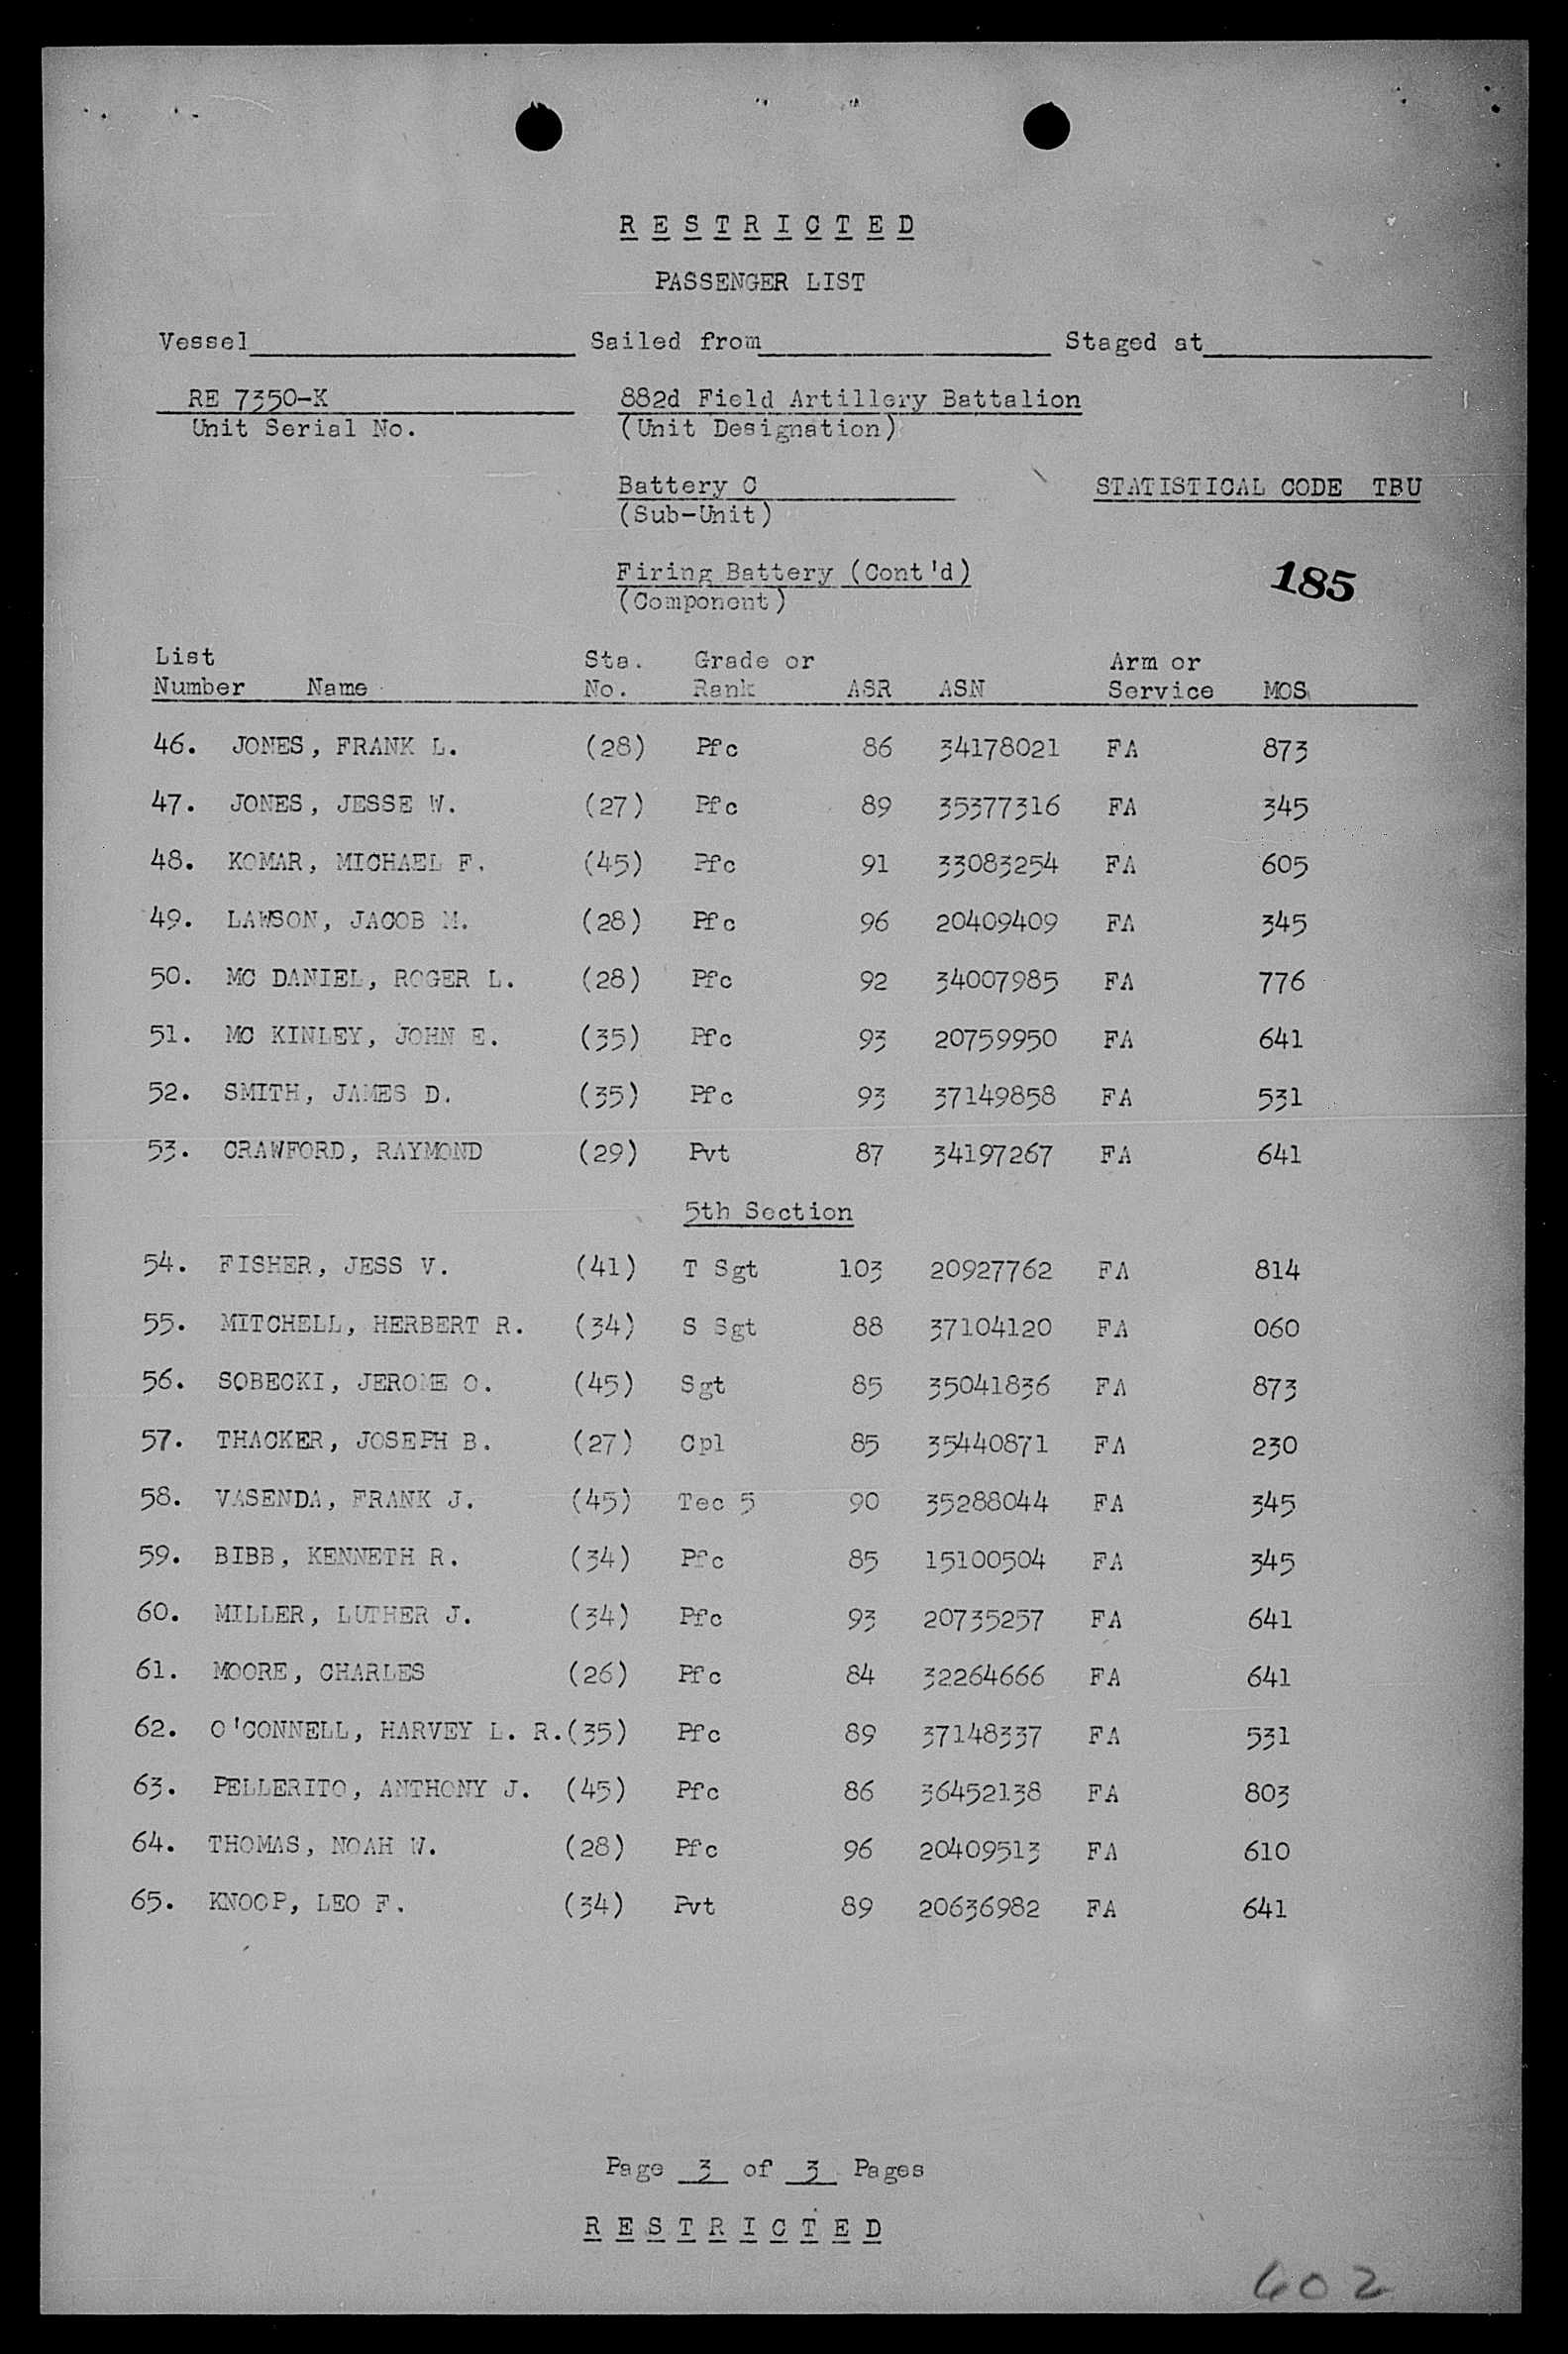 RESTRICTED
PASSENGER LIST
Vessel Sailed from Staged at
RE 7350-K 882d Field Artillery Battalion
Unit Serial No. (Unit Designation)
Battery C STATISTICAL CODE TBU
(Sub-Unit)
Firing Battery (Cont'd) 185
(Component)
List Sta. Grade or Arm or
Number Name No. Rank ASR ASN Service MOS
46. JONES, FRANK L. (28) Pfc 86 34178021 FA 873
47. JONES, JESSE W. (27) Pfc 89 35377316 FA 345
48. KOMAR, MICHAEL F. (45) Pfc 91 33083254 FA 605
49. LAWSON, JACOB M. (28) Pfc 96 20409409 FA 345
50. MC DANIEL, ROGER L. (28) Pfc 92 34007985 FA 776
51. MC KINLEY, JOHN E. (35) Pfc 93 20759950 FA 641
52. SMITH, JAMES D. (35) Pfc 93 37149858 FA 531
53. CRAWFORD, RAYMOND (29) Pvt 87 34197267 FA 641
5th Section
54. FISHER, JESS V. (41) T Sgt 103 20927762 FA 814
55. MITCHELL, HERBERT R. (34) S Sgt 88 37104120 FA 060
56. SOBECKI, JEROME O. (45) Sgt 85 35041836 FA 873
57. THACKER, JOSEPH B. (27) Cpl 85 35440871 FA 230
58. VASENDA, FRANK J. (45) Tec 5 90 35288044 FA 345
59. BIBB, KENNETH R. (34) Pfc 85 15100504 FA 345
60. MILLER, LUTHER J. (34) Pfc 93 20735257 FA 641
61. MOORE, CHARLES (26) Pfc 84 32264666 FA 641
62. O'CONNELL, HARVEY L. R.(35) Pfc 89 37148337 FA 531
63. PELLERITO, ANTHONY J. (45) Pfc 86 36452138 FA 803
64. THOMAS, NOAH W. (28) Pfc 96 20409513 FA 610
65. KNOOP, LEO F. (34) Pvt 89 20636982 FA 641
Page 3 of 3 Pages
RESTRICTED
602